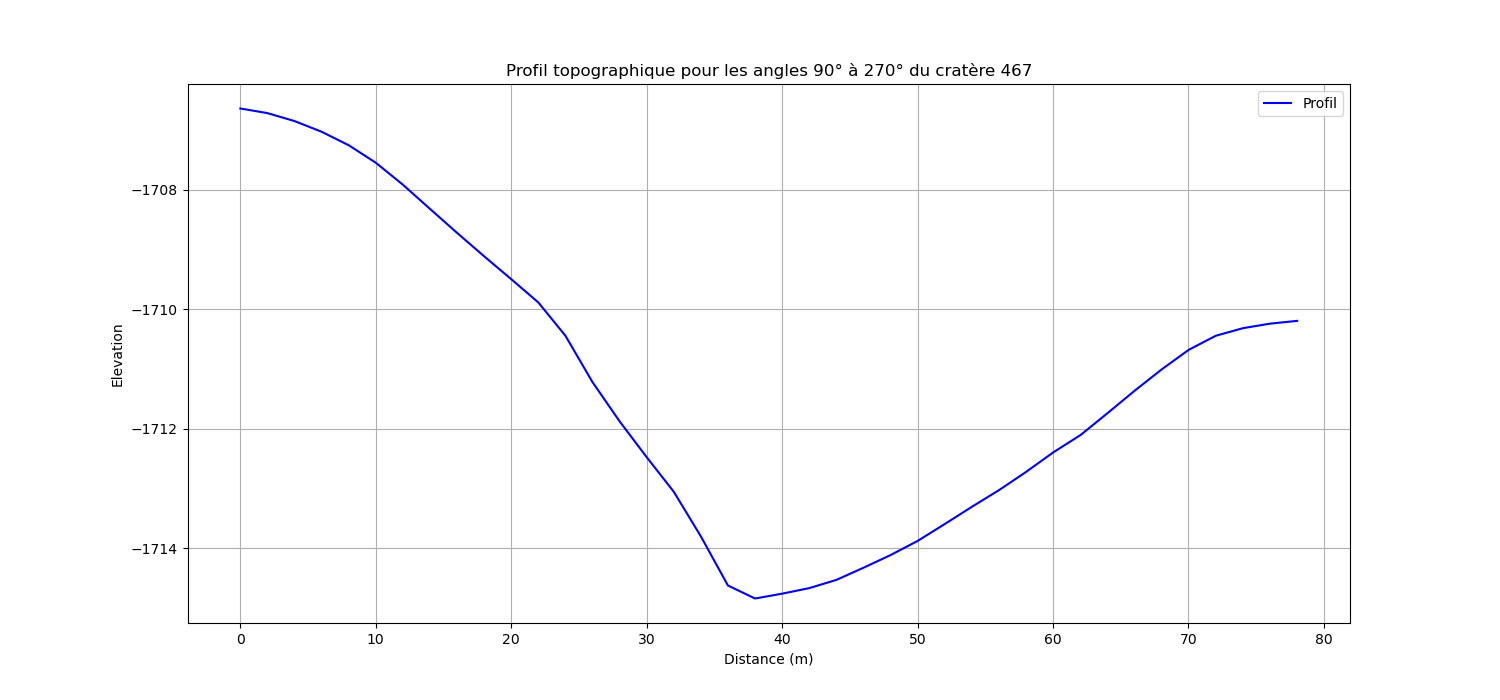 Profil topographique pour les angles 90° à 270° du cratère 467
Profil
−1708
−1710
−1712
−1714
Elevation
0 10 20 30 40 50 60 70 80
Distance (m)